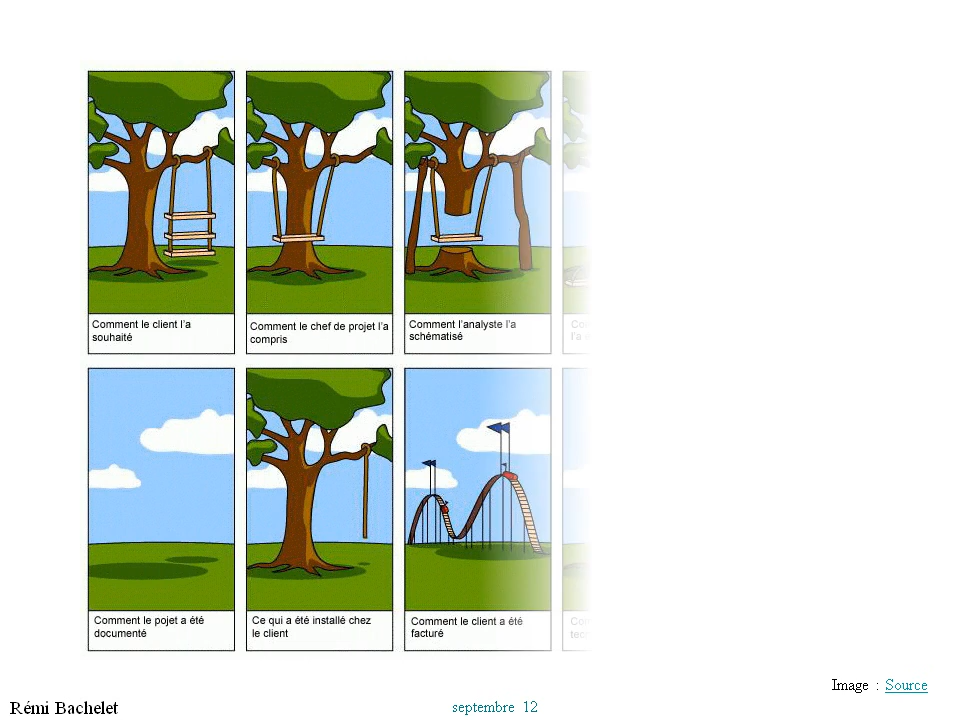 Comment le client l'a
souhaité
Comment le chef de projet l'a
compris
Comment l'analyste l'a
schématisé
Comment le pojet a été
documenté
Ce qui a été installé chez
le client
Comment le client a été
facturé
Image : Source
Rémi Bachelet
septembre 12